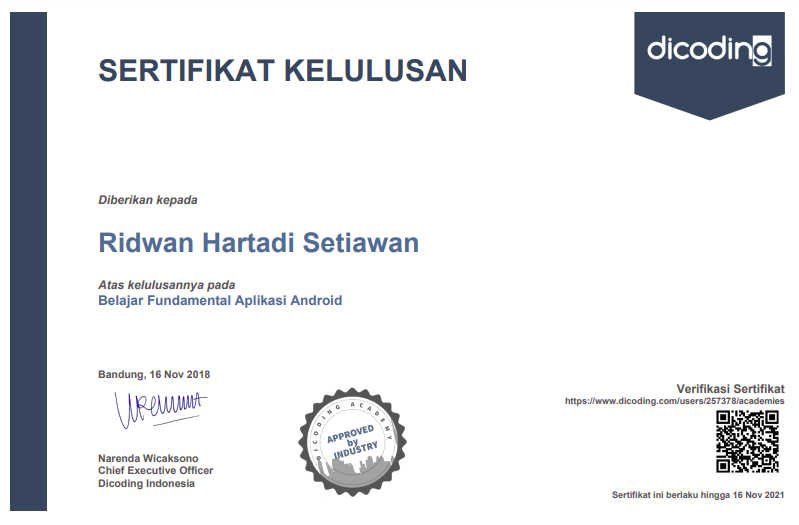 SERTIFIKAT KELULUSAN
dicoding
Diberikan kepada
Ridwan Hartadi Setiawan
Atas kelulusannya pada
Belajar Fundamental Aplikasi Android
Bandung, 16 Nov 2018
DICODING ACADEMY
APPROVED
by
INDUSTRY
Narenda Wicaksono
Chief Executive Officer
Dicoding Indonesia
Verifikasi Sertifikat
https://www.dicoding.com/users/257378/academies
Sertifikat ini berlaku hingga 16 Nov 2021